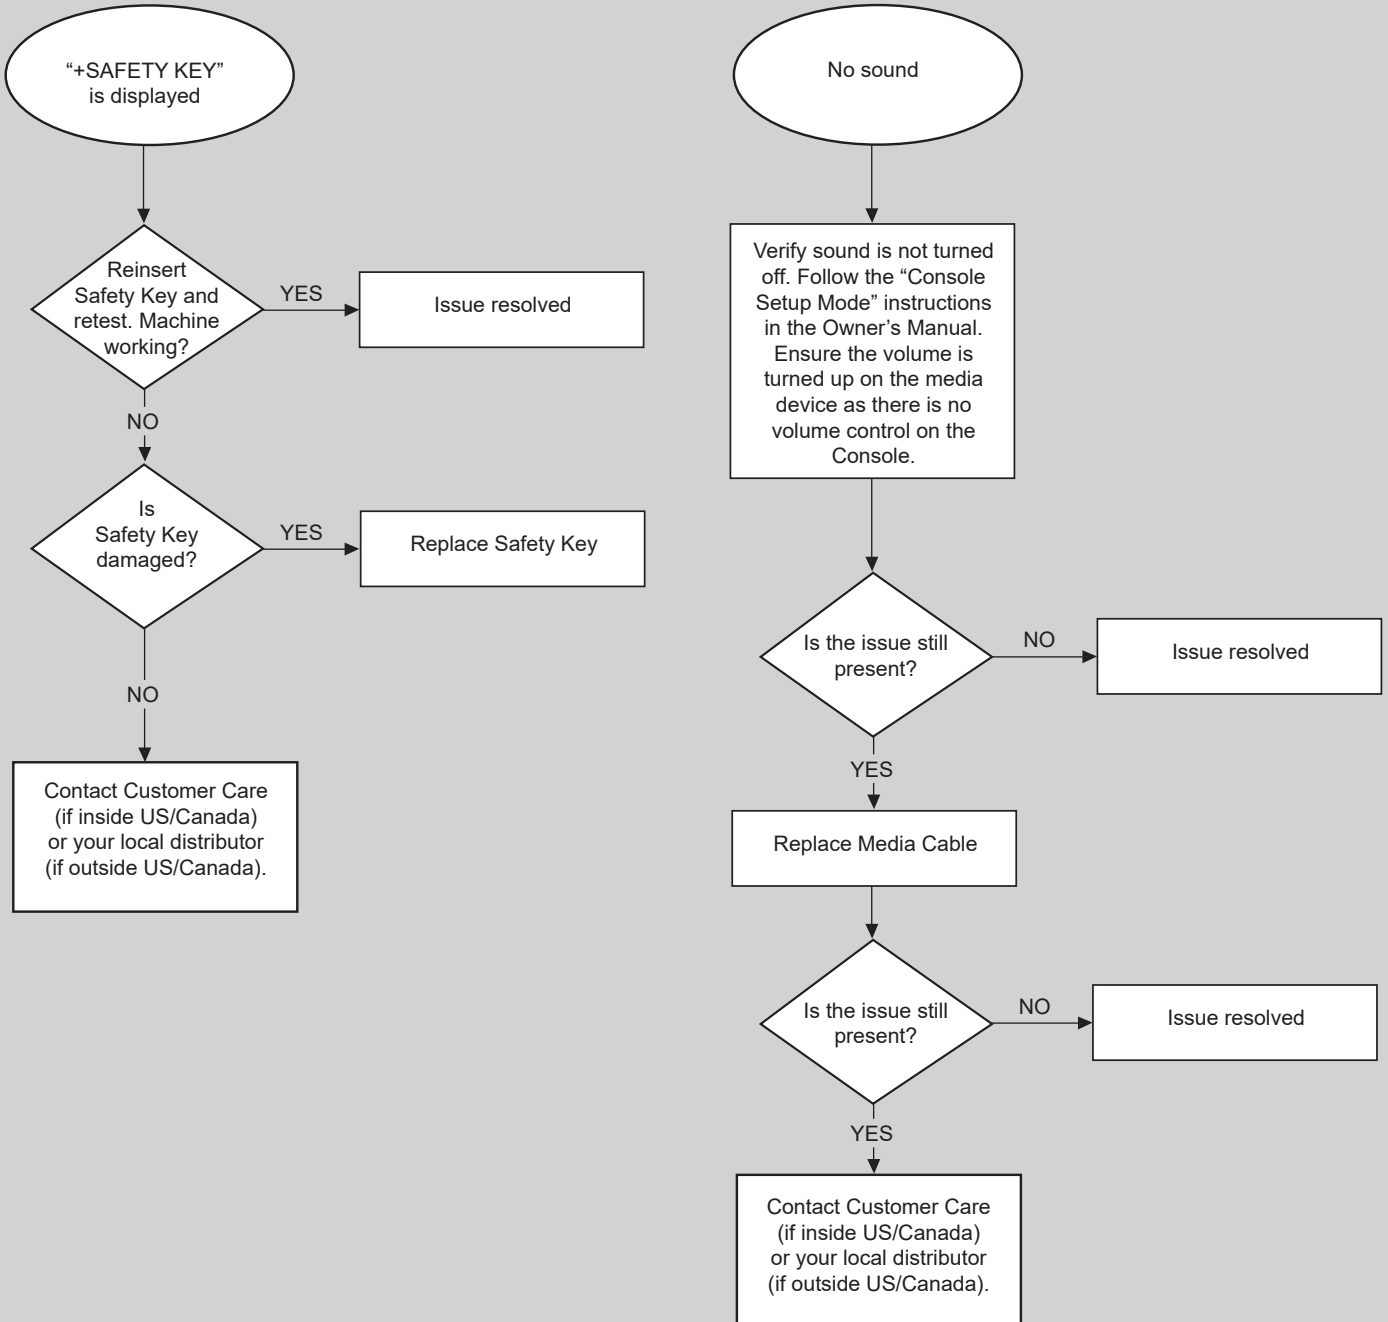 “+SAFETY KEY”
is displayed
Reinsert
Safety Key and
retest. Machine
working?
YES
Issue resolved
NO
Is
Safety Key
damaged?
YES
Replace Safety Key
NO
Contact Customer Care
(if inside US/Canada)
or your local distributor
(if outside US/Canada).
No sound
Verify sound is not turned
off. Follow the “Console
Setup Mode” instructions
in the Owner’s Manual.
Ensure the volume is
turned up on the media
device as there is no
volume control on the
Console.
Is the issue still
present?
NO
Issue resolved
YES
Replace Media Cable
Is the issue still
present?
NO
Issue resolved
YES
Contact Customer Care
(if inside US/Canada)
or your local distributor
(if outside US/Canada).